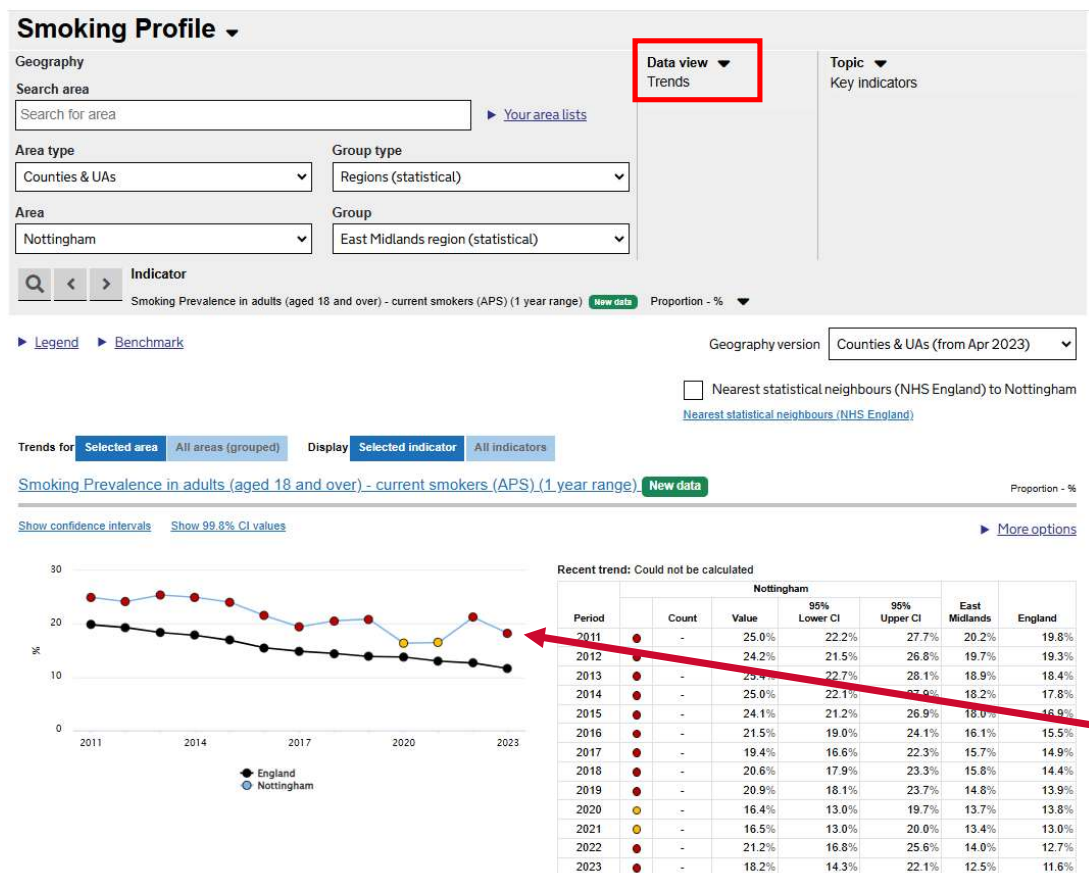 Smoking Profile
Geography
Data view
Topic
Trends
Key indicators
Search area
Search for area
Your area lists
Area type
Group type
Counties & UAs
Regions (statistical)
Area
Group
Nottingham
East Midlands region (statistical)
Indicator
Smoking Prevalence in adults (aged 18 and over) - current smokers (APS) (1 year range) New data Proportion - %
Legend Benchmark
Geography version Counties & UAs (from Apr 2023)
Nearest statistical neighbours (NHS England) to Nottingham
Nearest statistical neighbours (NHS England)
Trends for Selected area All areas (grouped) Display Selected indicator All indicators
Smoking Prevalence in adults (aged 18 and over) - current smokers (APS) (1 year range) New data
Proportion - %
Show confidence intervals Show 99.8% CI values
More options
30
20
%
10
0
2011 2014 2017 2020 2023
England
Nottingham
Recent trend: Could not be calculated
Nottingham
Period Count Value 95% Lower CI 95% Upper CI East Midlands England
2011 - 25.0% 22.2% 27.7% 20.2% 19.8%
2012 - 24.2% 21.5% 26.8% 19.7% 19.3%
2013 - 25.4% 22.7% 28.1% 18.9% 18.4%
2014 - 25.0% 22.1% 27.9% 18.2% 17.8%
2015 - 24.1% 21.2% 26.9% 18.0% 16.9%
2016 - 21.5% 19.0% 24.1% 16.1% 15.5%
2017 - 19.4% 16.6% 22.3% 15.7% 14.9%
2018 - 20.6% 17.9% 23.3% 15.8% 14.4%
2019 - 20.9% 18.1% 23.7% 14.8% 13.9%
2020 - 16.4% 13.0% 19.7% 13.7% 13.8%
2021 - 16.5% 13.0% 20.0% 13.4% 13.0%
2022 - 21.2% 16.8% 25.6% 14.0% 12.7%
2023 - 18.2% 14.3% 22.1% 12.5% 11.6%